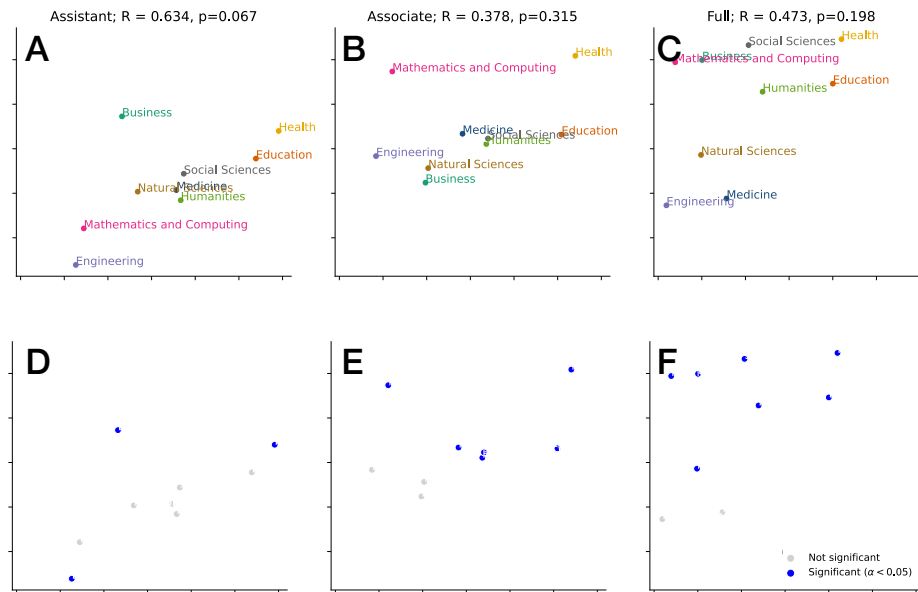 Assistant; R = 0.634, p=0.067
Associate; R = 0.378, p=0.315
Full; R = 0.473, p=0.198
A
Business
Health
Education
Social Sciences
Medicine
Natural Sciences
Humanities
Mathematics and Computing
Engineering
B
Health
Mathematics and Computing
Medicine
Education
Social Sciences
Humanities
Engineering
Natural Sciences
Business
C
Health
Social Sciences
Business
Mathematics and Computing
Education
Humanities
Natural Sciences
Medicine
Engineering
D
E
F
Not significant
Significant (α < 0.05)